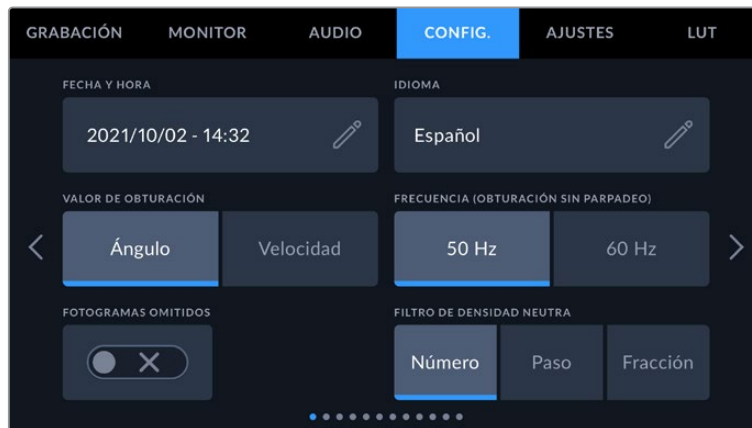 GRABACIÓN MONITOR AUDIO CONFIG. AJUSTES LUT
FECHA Y HORA IDIOMA
2021/10/02 - 14:32 Español
VALOR DE OBTURACIÓN FRECUENCIA (OBTURACIÓN SIN PARPADEO)
Ángulo Velocidad 50 Hz 60 Hz
FOTOGRAMAS OMITIDOS FILTRO DE DENSIDAD NEUTRA
Número Paso Fracción